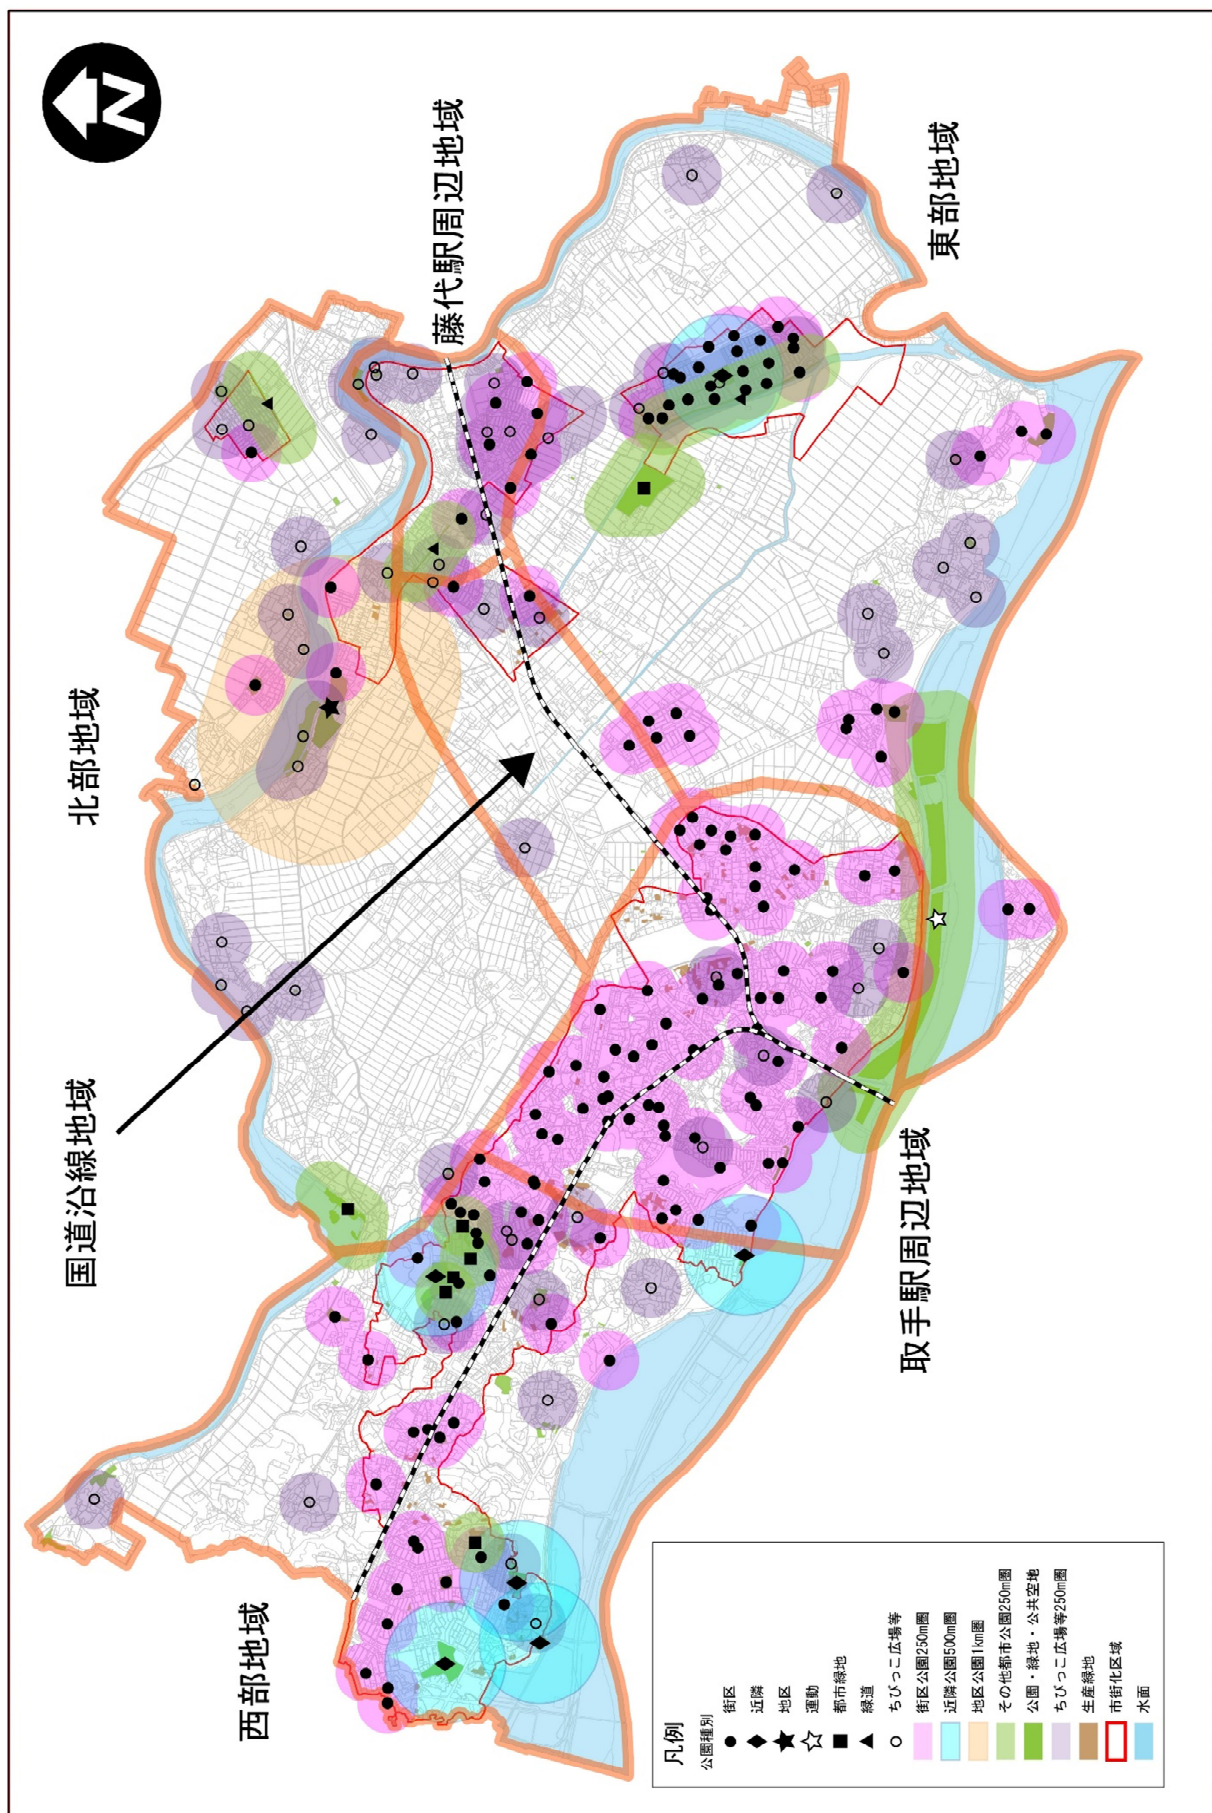 N
北部地域
藤代駅周辺地域
東部地域
国道沿線地域
取手駅周辺地域
西部地域
凡例
公園種別
街区
近隣
地区
運動
都市緑地
緑道
ちびっこ広場等
街区公園250m圏
近隣公園500m圏
地区公園1km圏
その他都市公園250m圏
公園・緑地・公共空地
ちびっこ広場等250m圏
生産緑地
市街化区域
水面